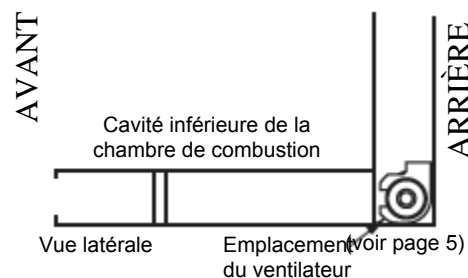 AVANT
ARRIÈRE
Cavité inférieure de la
chambre de combustion
Vue latérale
Emplacement
du ventilateur
(voir page 5)